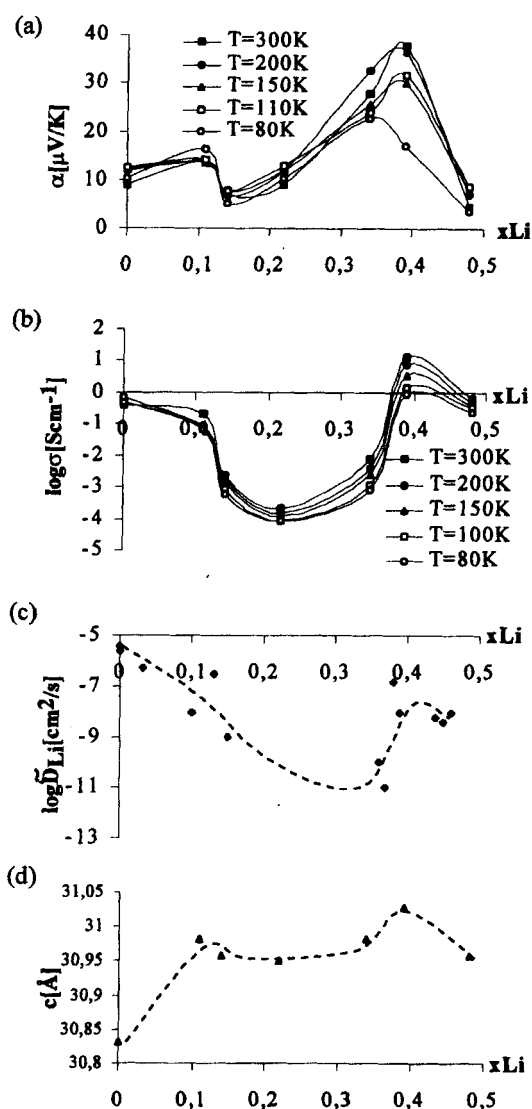 (a)
α[µV/K]
40
30
20
10
0
T=300K
T=200K
T=150K
T=110K
T=80K
xLi
0 0,1 0,2 0,3 0,4 0,5
(b)
logσ[Scm-1]
2
1
0
-1
-2
-3
-4
-5
xLi
0 0,1 0,2 0,3 0,4 0,5
T=300K
T=200K
T=150K
T=100K
T=80K
(c)
logD̃Li[cm²/s]
-5
-7
-9
-11
-13
xLi
0 0,1 0,2 0,3 0,4 0,5
(d)
c[Å]
31,05
31
30,95
30,9
30,85
30,8
xLi
0 0,1 0,2 0,3 0,4 0,5